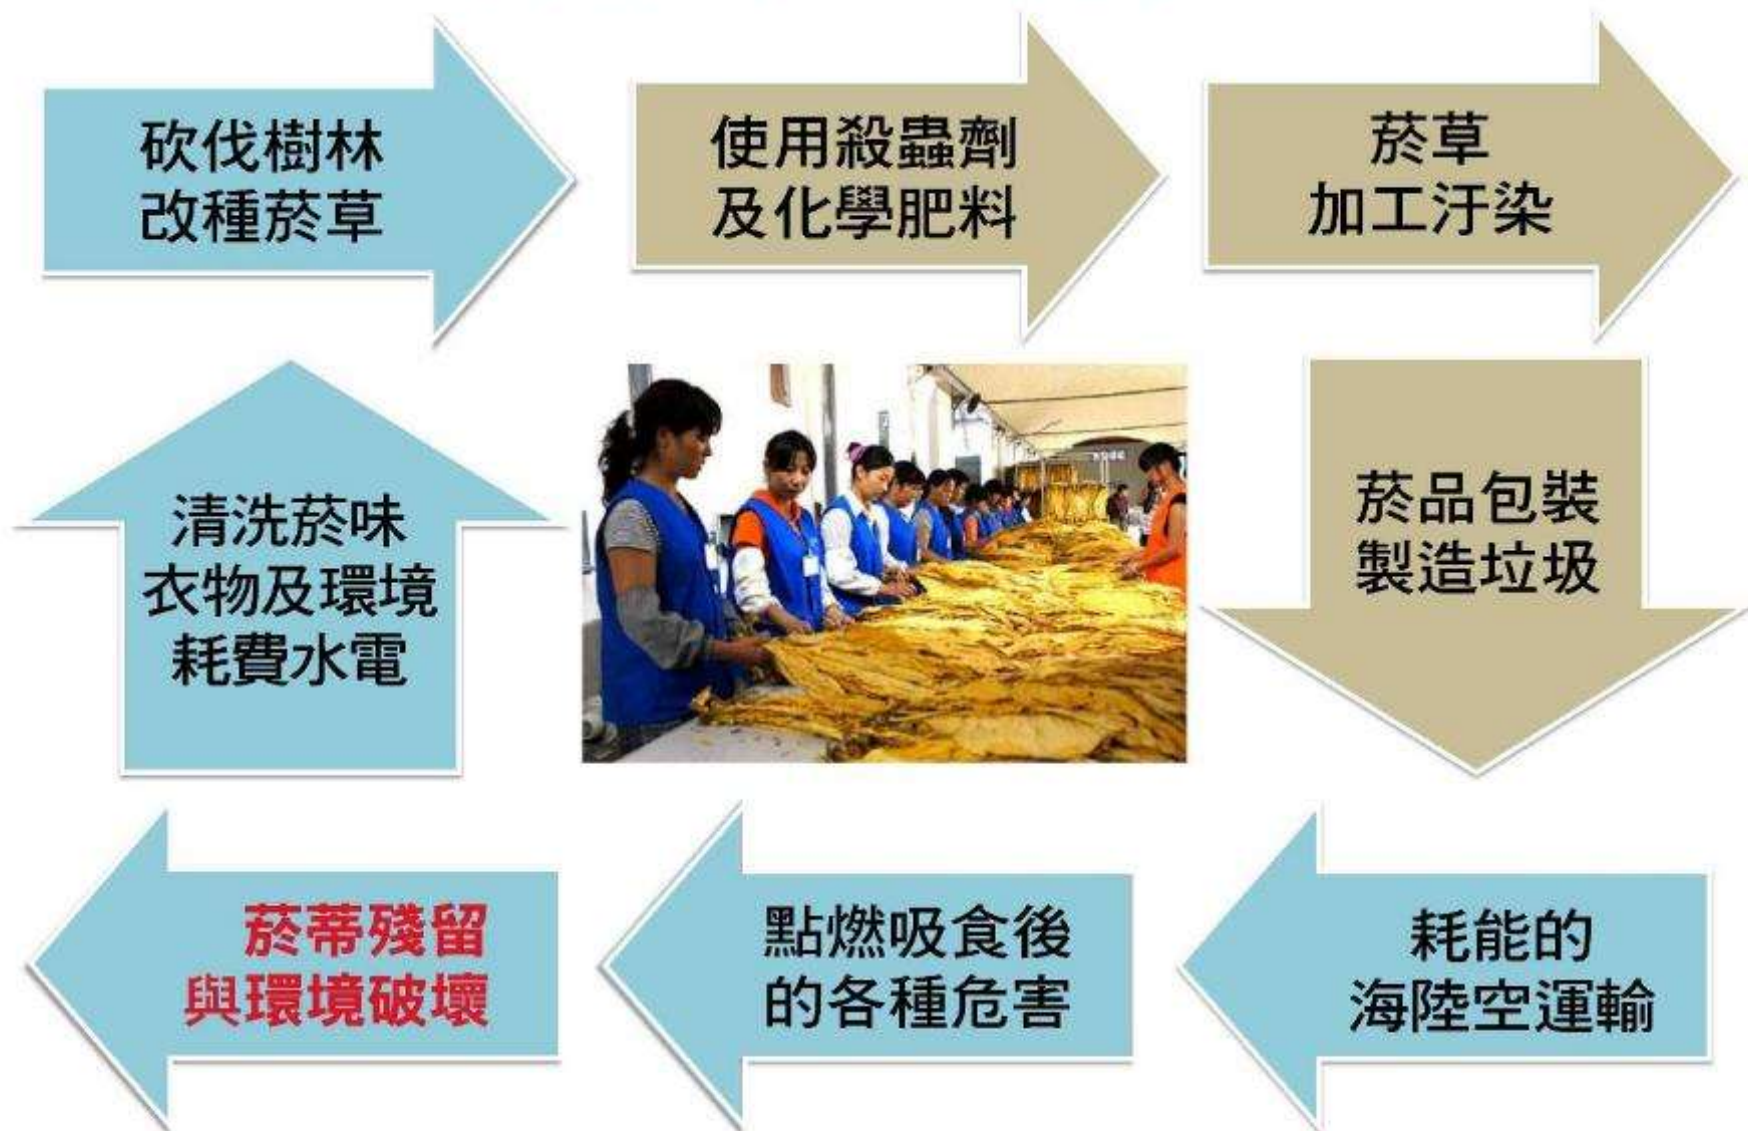 砍伐樹林
改種菸草
使用殺蟲劑
及化學肥料
菸草
加工汙染
菸品包裝
製造垃圾
耗能的
海陸空運輸
點燃吸食後
的各種危害
菸蒂殘留
與環境破壞
清洗菸味
衣物及環境
耗費水電